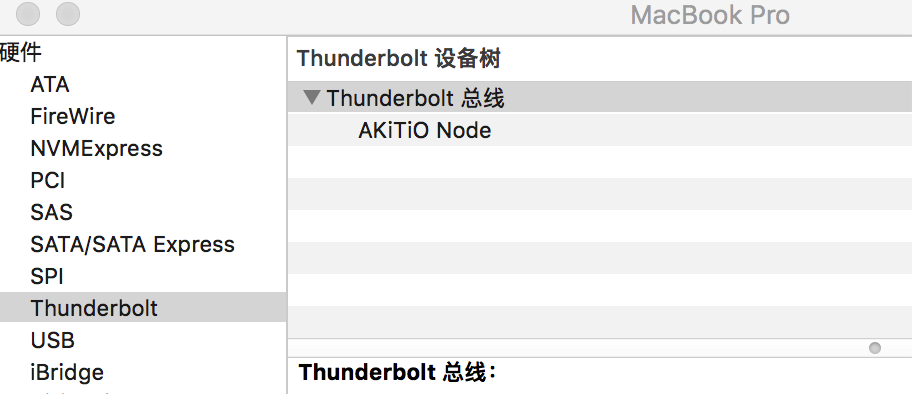 MacBook Pro
硬件
ATA
FireWire
NVMExpress
PCI
SAS
SATA/SATA Express
SPI
Thunderbolt
USB
iBridge
Thunderbolt 设备树
Thunderbolt 总线
AKiTiO Node
Thunderbolt 总线：